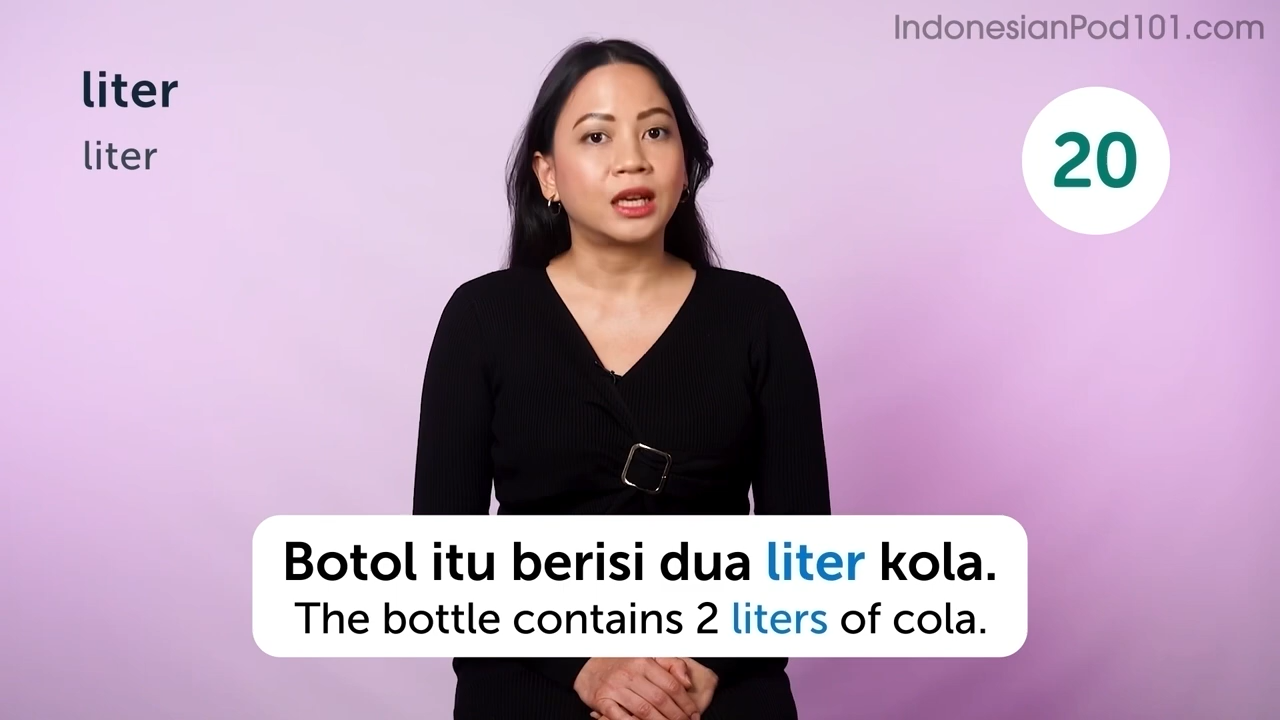 IndonesianPod101.com
liter
liter
20
Botol itu berisi dua liter kola.
The bottle contains 2 liters of cola.